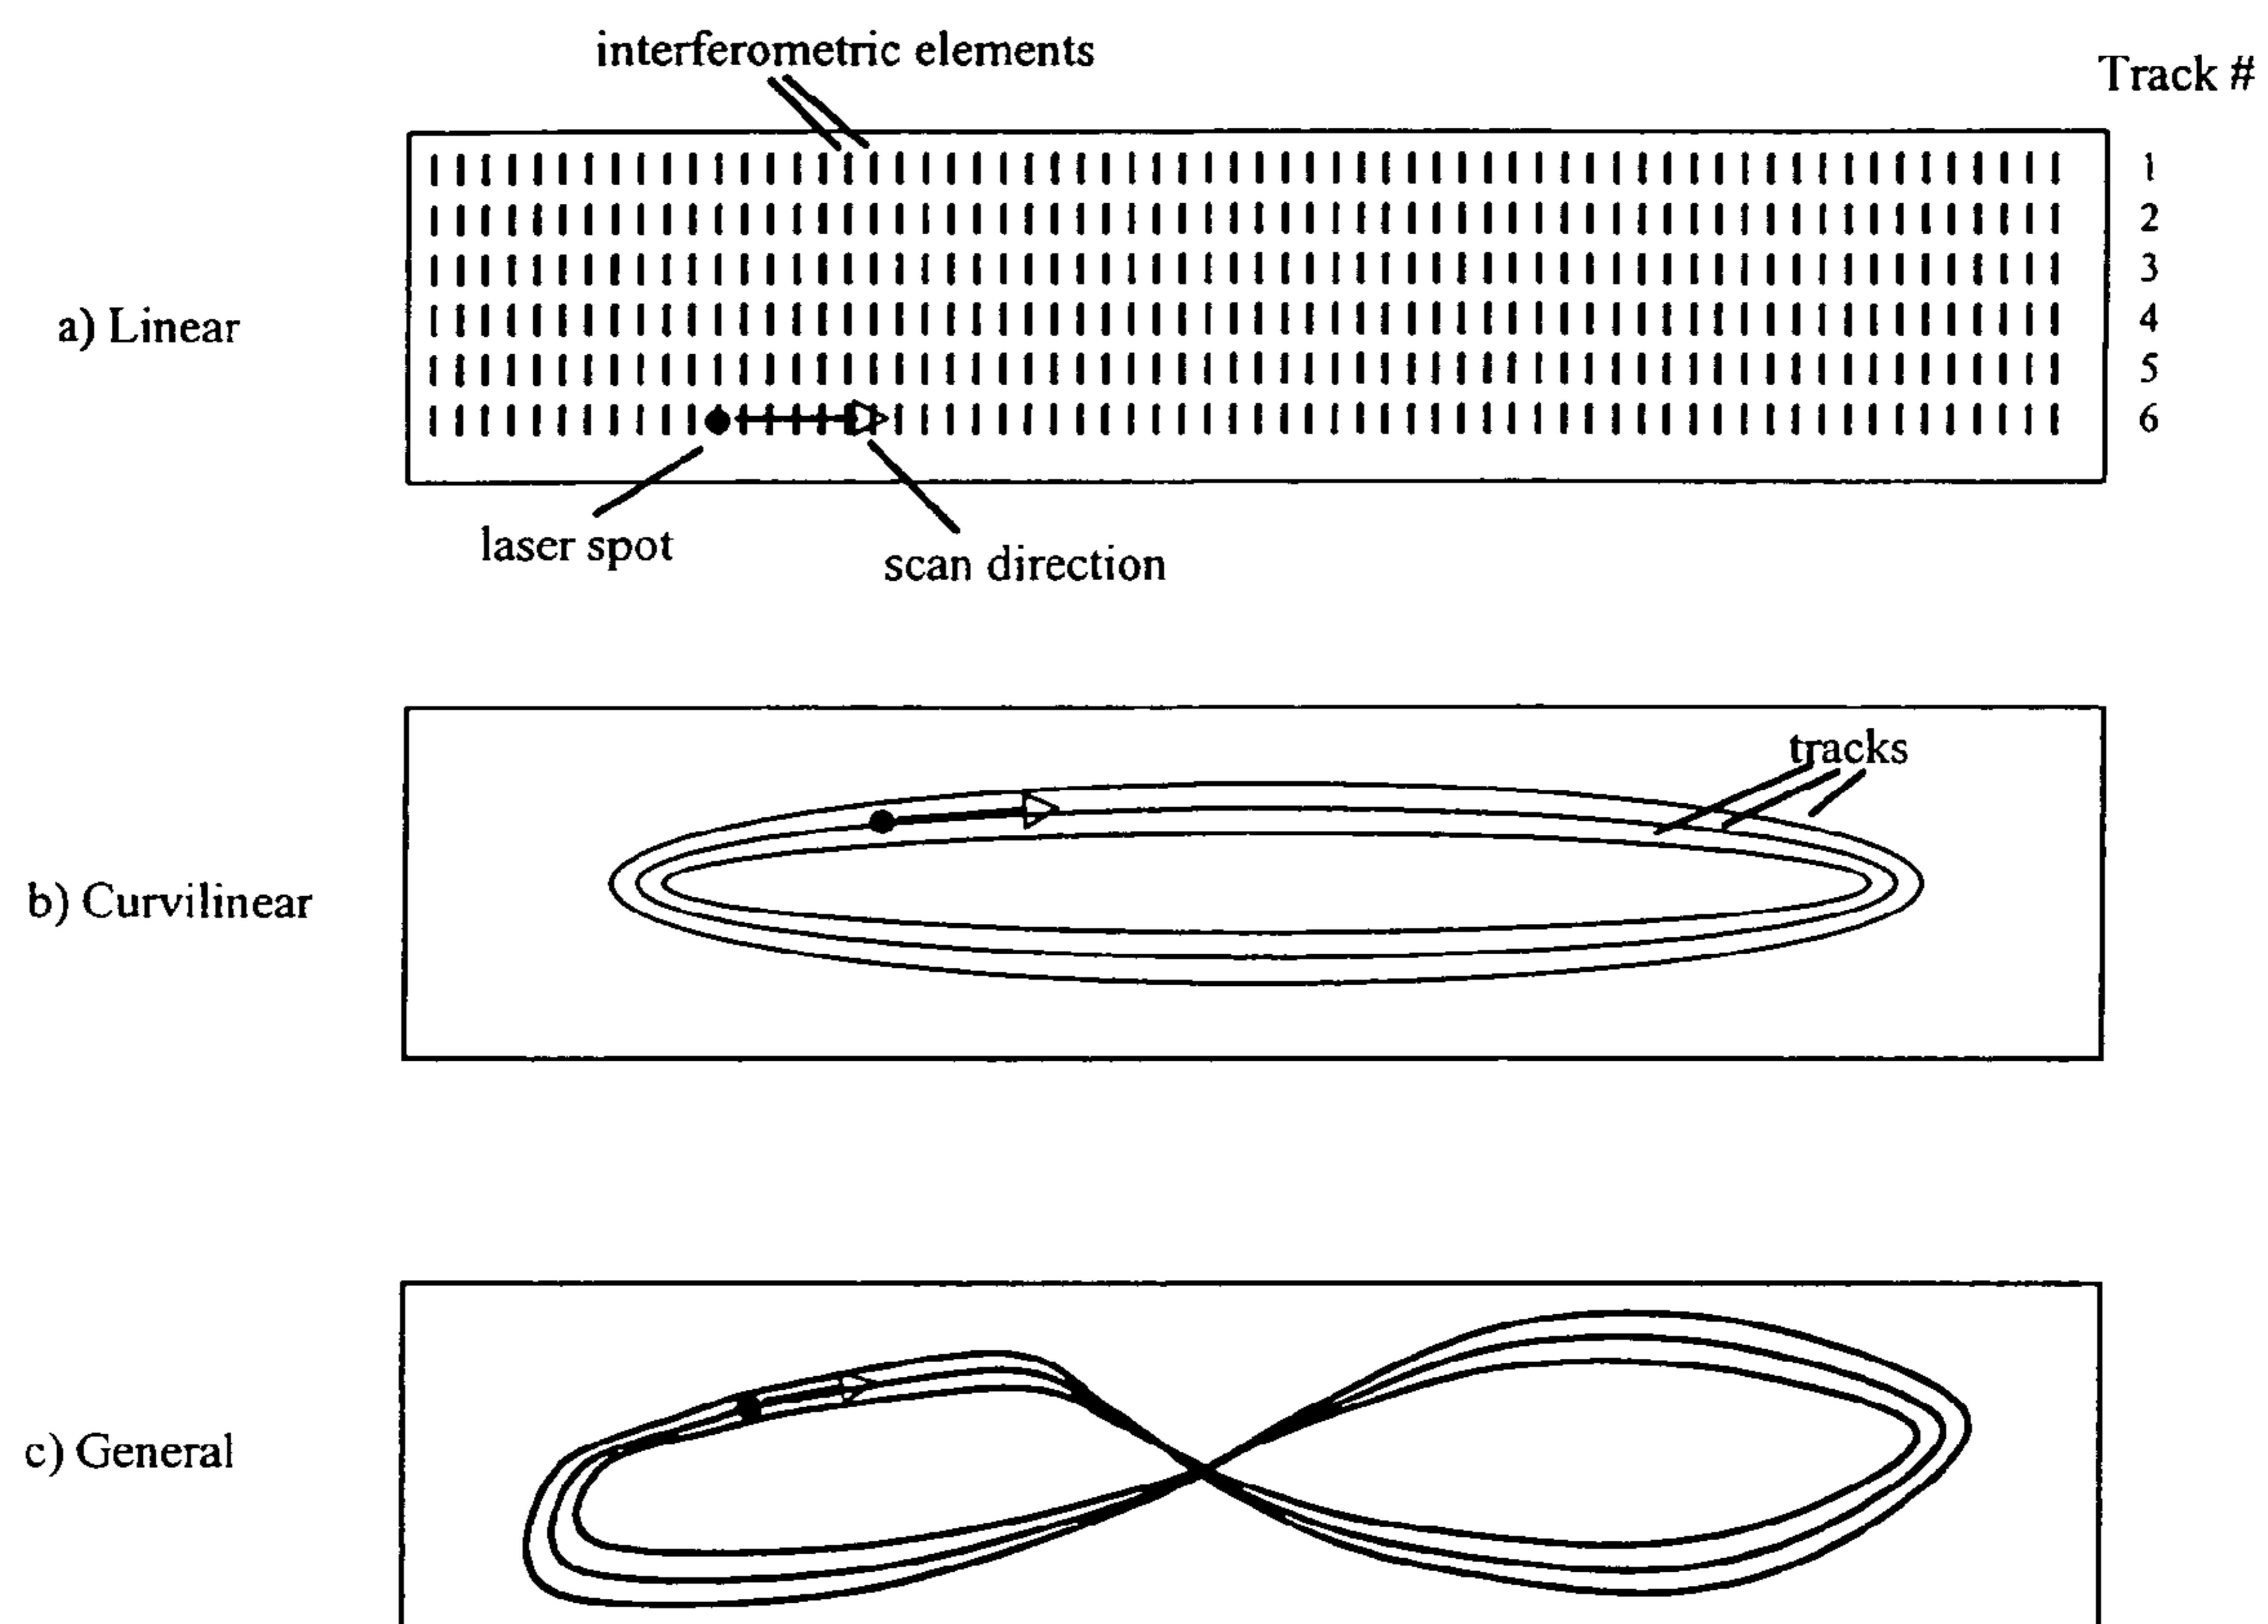 interferometric elements
Track #
1
2
3
4
5
6
a) Linear
laser spot
scan direction
tracks
b) Curvilinear
c) General